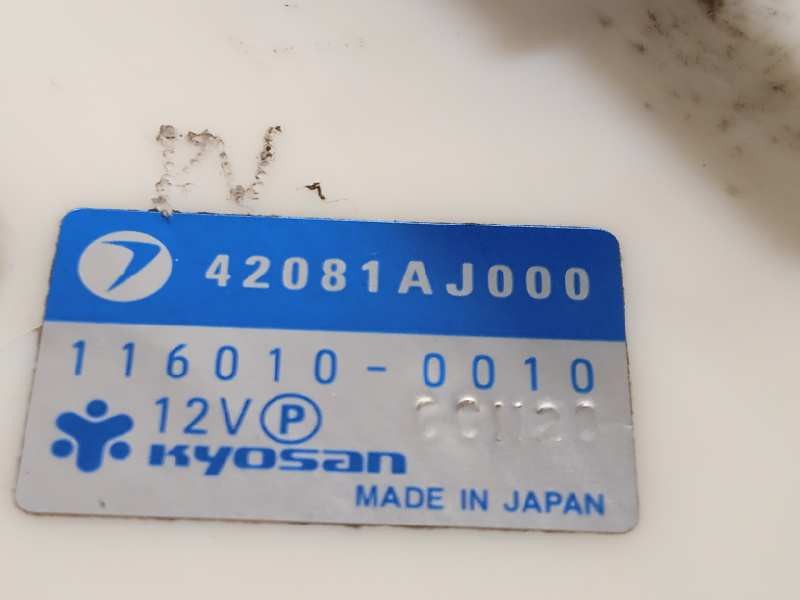 42081AJ000
116010-0010
12V P
Kyosan
MADE IN JAPAN